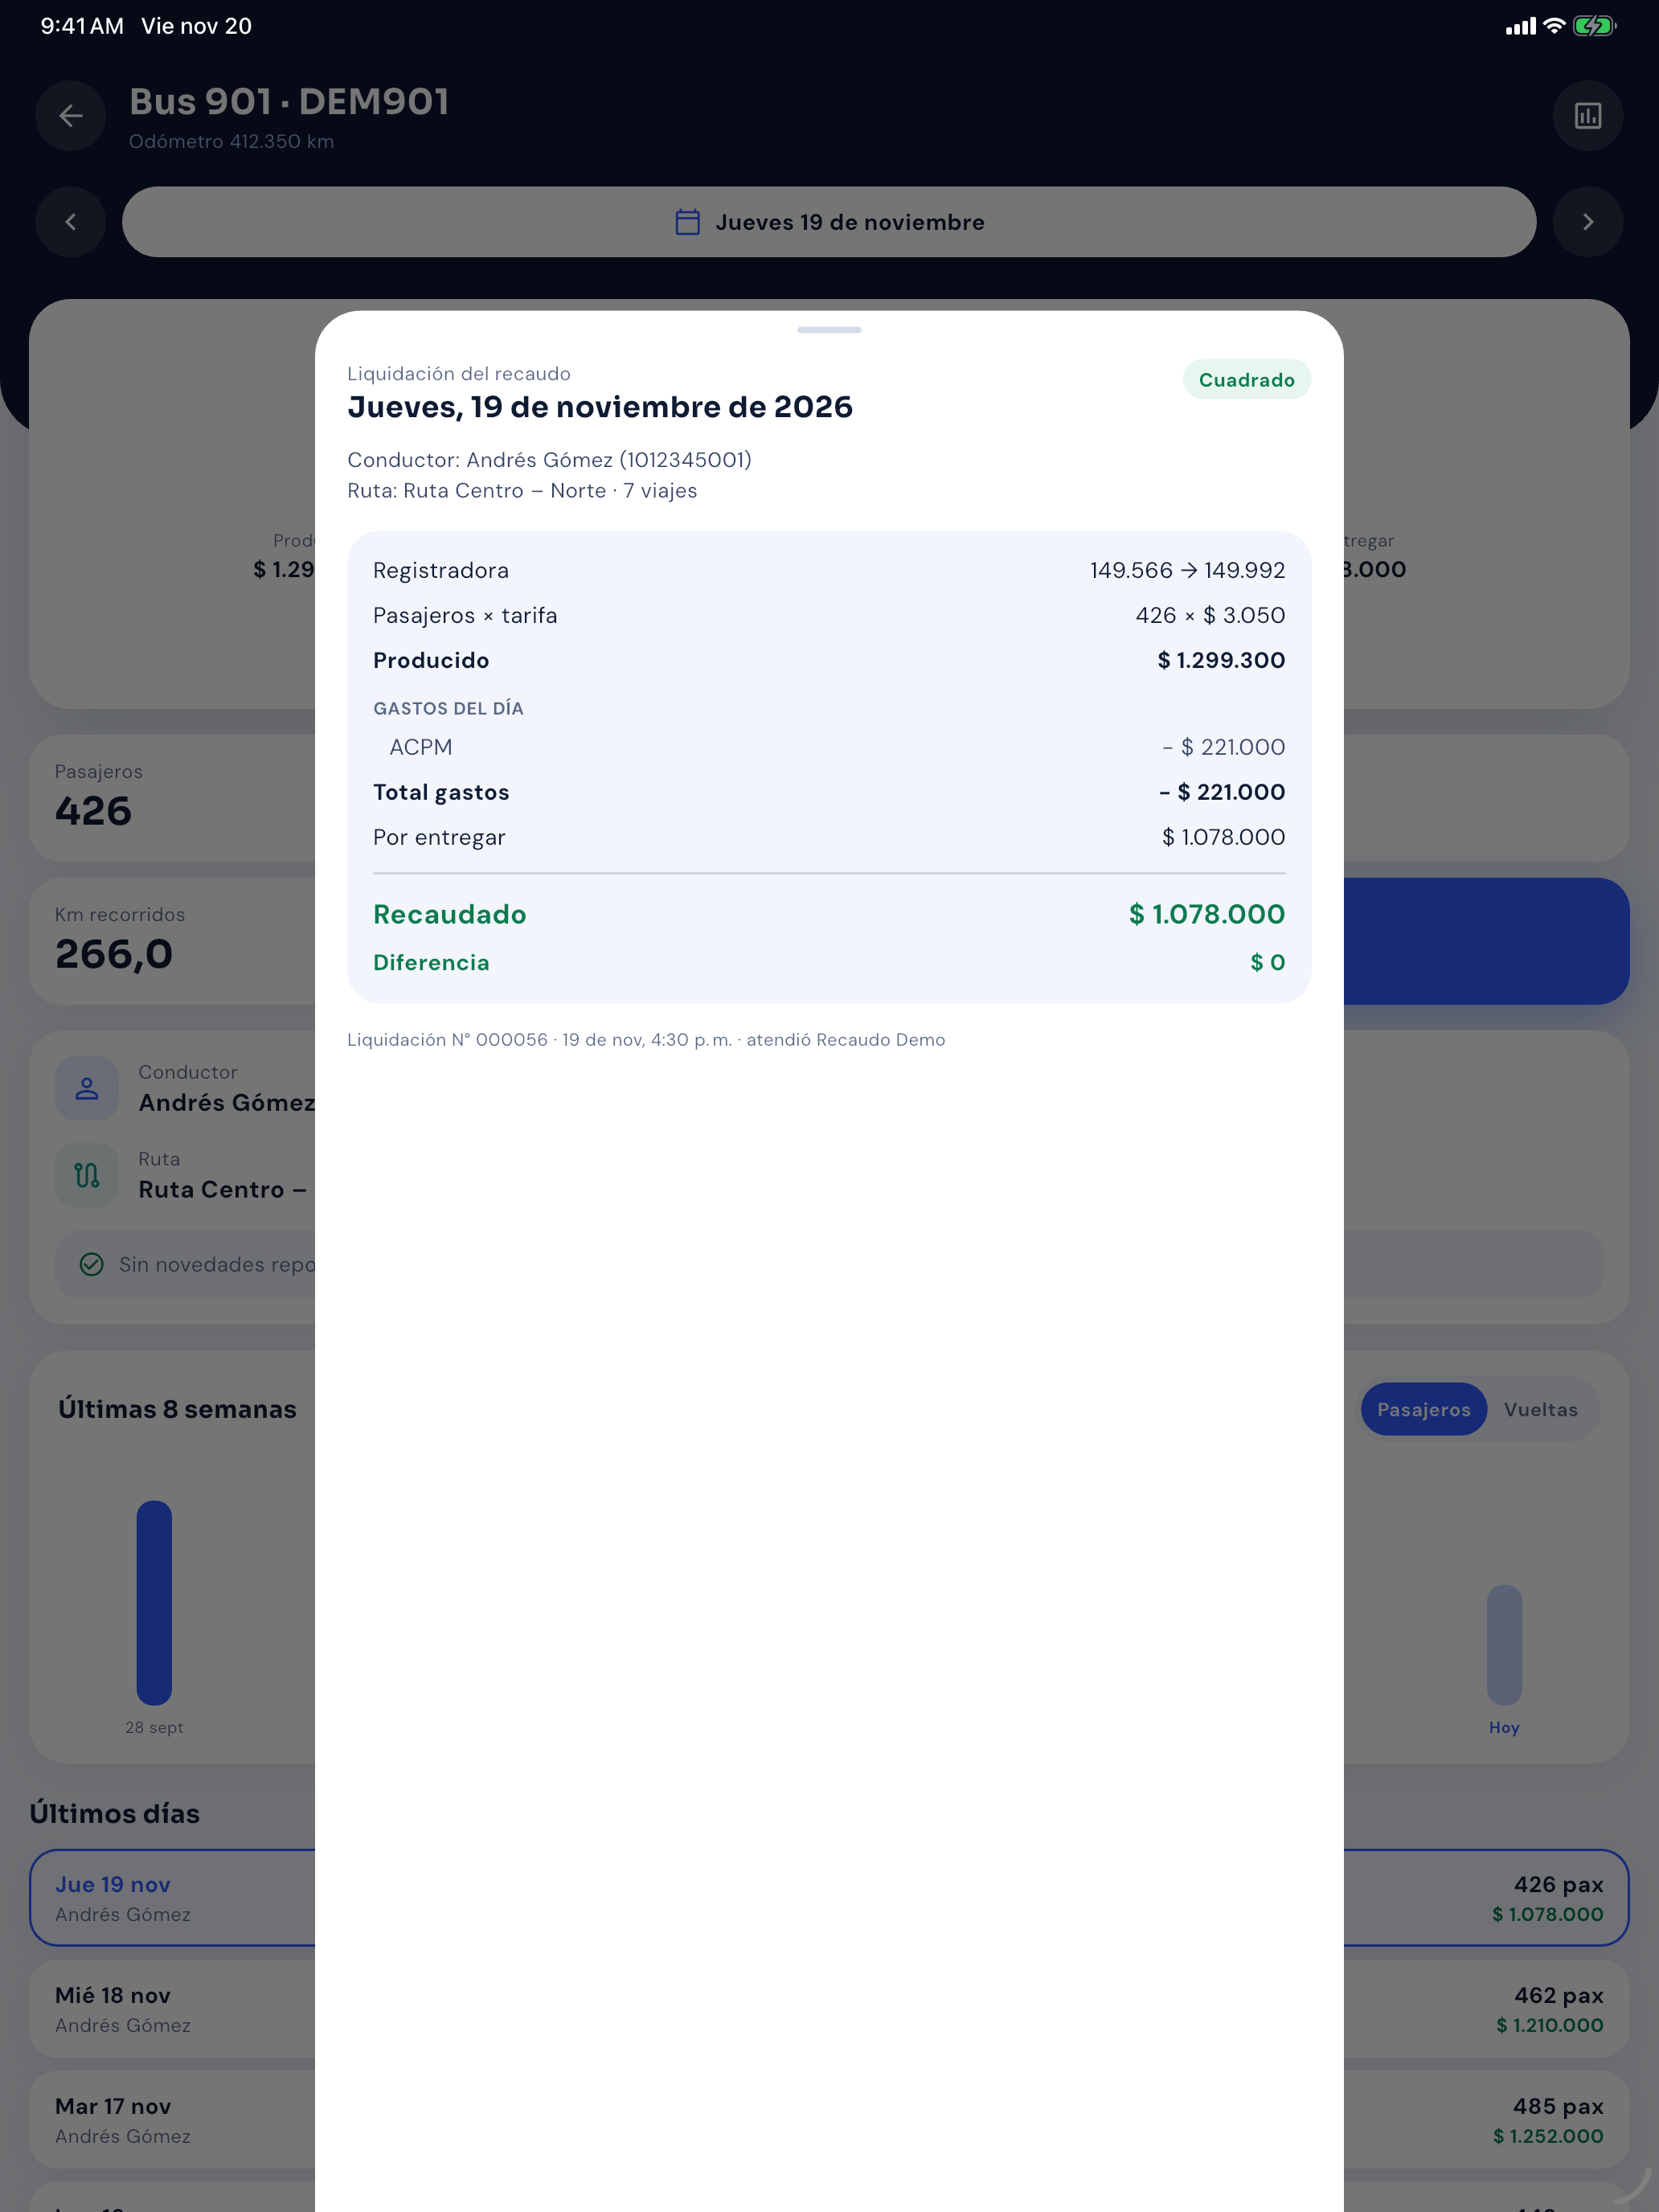 9:41 AM Vie nov 20
Bus 901 · DEM901
Odómetro 412.350 km
Jueves 19 de noviembre
Liquidación del recaudo
Cuadrado
Jueves, 19 de noviembre de 2026
Conductor: Andrés Gómez (1012345001)
Ruta: Ruta Centro – Norte · 7 viajes
Registradora 149.566 → 149.992
Pasajeros × tarifa 426 × $ 3.050
Producido $ 1.299.300
GASTOS DEL DÍA
ACPM - $ 221.000
Total gastos - $ 221.000
Por entregar $ 1.078.000
Recaudado $ 1.078.000
Diferencia $ 0
Liquidación N° 000056 · 19 de nov, 4:30 p. m. · atendió Recaudo Demo
Pasajeros
426
Km recorridos
266,0
Conductor
Andrés Gómez
Ruta
Ruta Centro –
Sin novedades repo
Últimas 8 semanas
Pasajeros Vueltas
28 sept
Hoy
Últimos días
Jue 19 nov 426 pax
Andrés Gómez $ 1.078.000
Mié 18 nov 462 pax
Andrés Gómez $ 1.210.000
Mar 17 nov 485 pax
Andrés Gómez $ 1.252.000